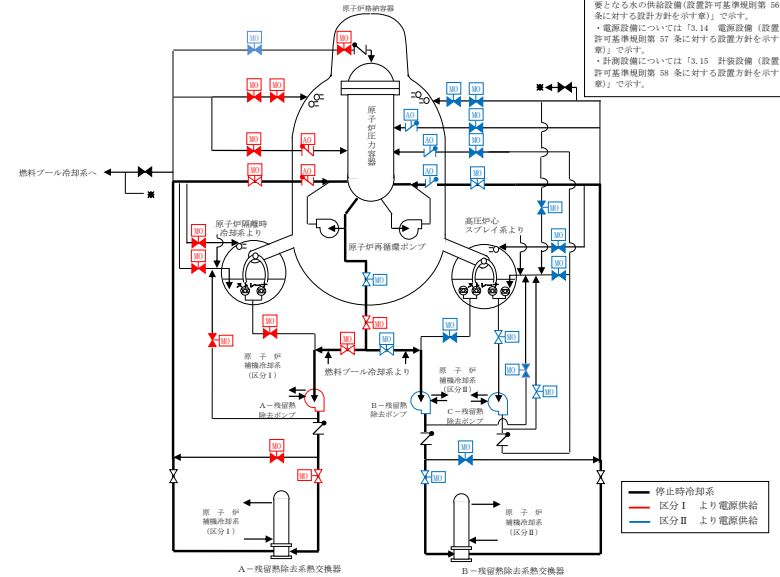 要となる水の供給設備(設置許可基準規則第 56
条に対する設計方針を示す章)」で示す。
・電源設備については「3.14 電源設備（設置
許可基準規則第 57 条に対する設置方針を示す
章)」で示す。
・計測設備については「3.15 計装設備（設置
許可基準規則第 58 条に対する設置方針を示す
章)」で示す。
原子炉格納容器
MO
MO
MO
MO
MO
MO
原子炉圧力容器
AO
MO
MO
AO
AO
MO
MO
AO
MO
AO
MO
燃料プール冷却系へ
原子炉隔離時
冷却系より
高圧炉心
スプレイ系より
MO
MO
MO
MO
MO
原子炉再循環ポンプ
MO
MO
MO
MO
MO
MO
MO
MO
MO
原 子 炉
補機冷却系
(区分Ⅰ)
燃料プール冷却系より
原 子 炉
補機冷却系
(区分Ⅱ)
MO
MO
A－残留熱
除去ポンプ
B－残留熱
除去ポンプ
C－残留熱
除去ポンプ
MO
MO
MO
MO
原 子 炉
補機冷却系
(区分Ⅰ)
原 子 炉
補機冷却系
(区分Ⅱ)
A－残留熱除去系熱交換器
B－残留熱除去系熱交換器
停止時冷却系
区分Ⅰ より電源供給
区分Ⅱ より電源供給